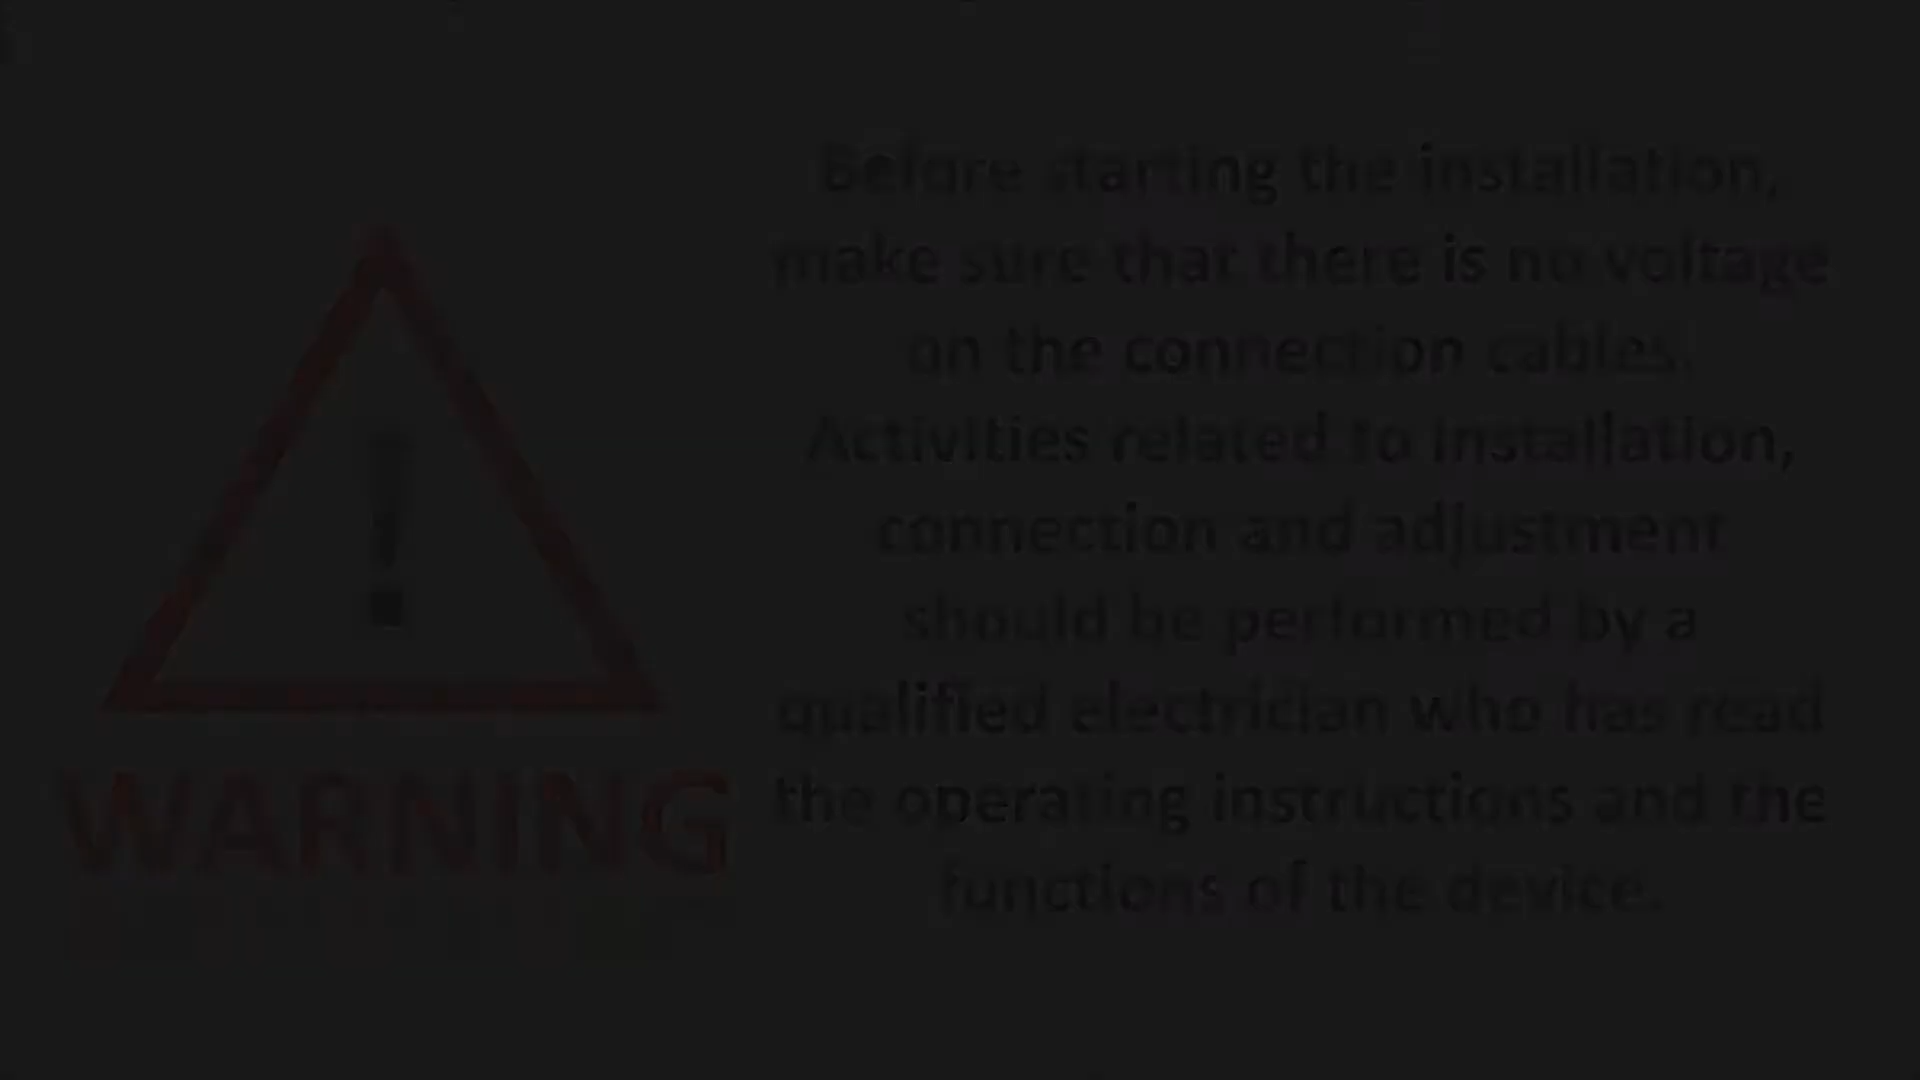 Before starting the installation,
make sure that there is no voltage
on the connection cables.
Activities related to installation,
connection and adjustment
should be performed by a
qualified electrician who has read
the operating instructions and the
functions of the device.
!
WARNING